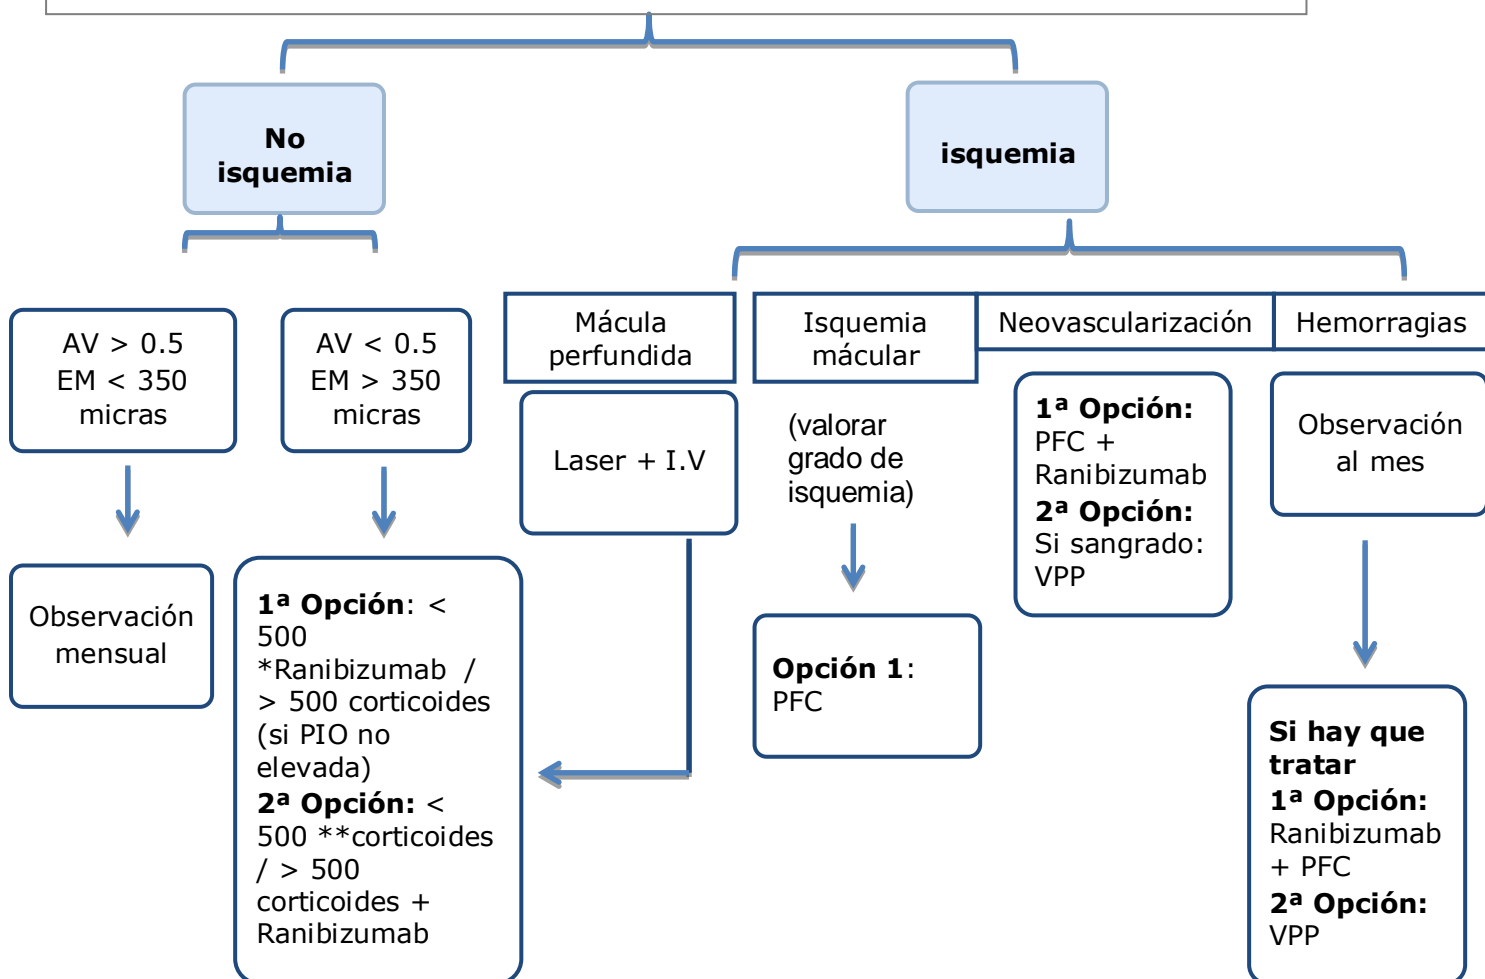 No
isquemia
isquemia
AV > 0.5
EM < 350
micras
AV < 0.5
EM > 350
micras
Mácula
perfundida
Isquemia
mácular
Neovascularización
Hemorragias
Laser + I.V
(valorar
grado de
isquemia)
1ª Opción:
PFC +
Ranibizumab
2ª Opción:
Si sangrado:
VPP
Observación
al mes
Observación
mensual
1ª Opción: <
500
*Ranibizumab /
> 500 corticoides
(si PIO no
elevada)
2ª Opción: <
500 **corticoides
/ > 500
corticoides +
Ranibizumab
Opción 1:
PFC
Si hay que
tratar
1ª Opción:
Ranibizumab
+ PFC
2ª Opción:
VPP